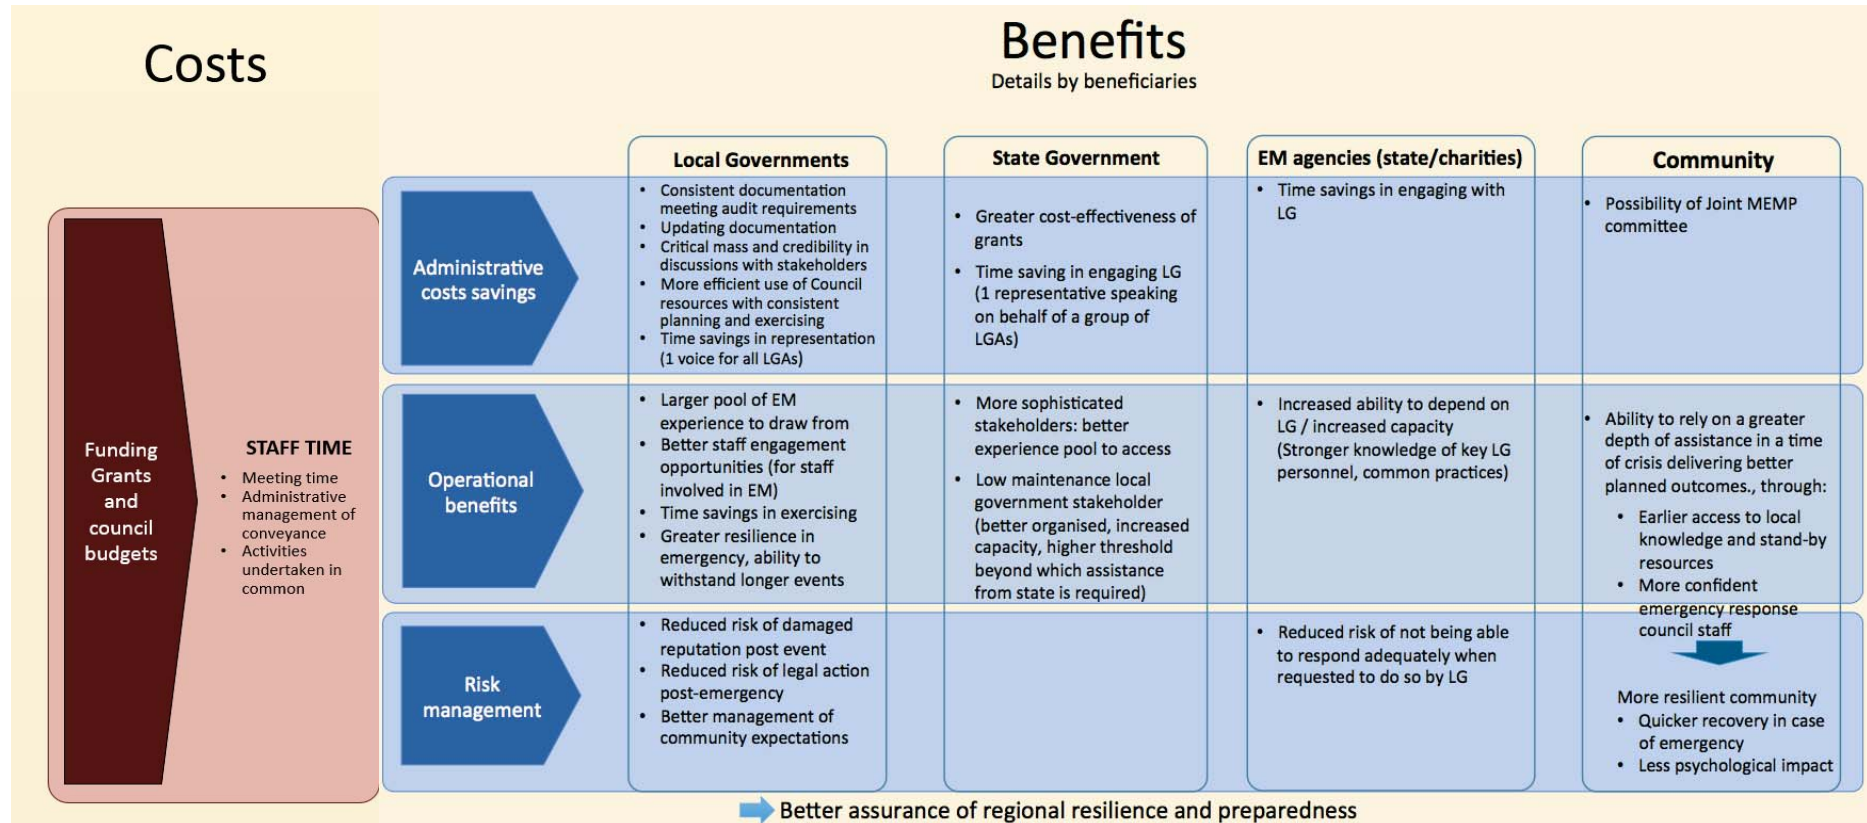 Costs
Benefits
Details by beneficiaries
Funding
Grants
and
council
budgets
STAFF TIME
• Meeting time
• Administrative
management of
conveyance
• Activities
undertaken in
common
Local Governments
State Government
EM agencies (state/charities)
Community
Administrative
costs savings
• Consistent documentation
meeting audit requirements
• Updating documentation
• Critical mass and credibility in
discussions with stakeholders
• More efficient use of Council
resources with consistent
planning and exercising
• Time savings in representation
(1 voice for all LGAs)
• Greater cost-effectiveness of
grants
• Time saving in engaging LG
(1 representative speaking
on behalf of a group of
LGAs)
• Time savings in engaging with
LG
• Possibility of Joint MEMP
committee
Operational
benefits
• Larger pool of EM
experience to draw from
• Better staff engagement
opportunities (for staff
involved in EM)
• Time savings in exercising
• Greater resilience in
emergency, ability to
withstand longer events
• More sophisticated
stakeholders: better
experience pool to access
• Low maintenance local
government stakeholder
(better organised, increased
capacity, higher threshold
beyond which assistance
from state is required)
• Increased ability to depend on
LG / increased capacity
(Stronger knowledge of key LG
personnel, common practices)
• Ability to rely on a greater
depth of assistance in a time
of crisis delivering better
planned outcomes., through:
• Earlier access to local
knowledge and stand-by
resources
• More confident
emergency response
council staff
Risk
management
• Reduced risk of damaged
reputation post event
• Reduced risk of legal action
post-emergency
• Better management of
community expectations
• Reduced risk of not being able
to respond adequately when
requested to do so by LG
More resilient community
• Quicker recovery in case
of emergency
• Less psychological impact
Better assurance of regional resilience and preparedness